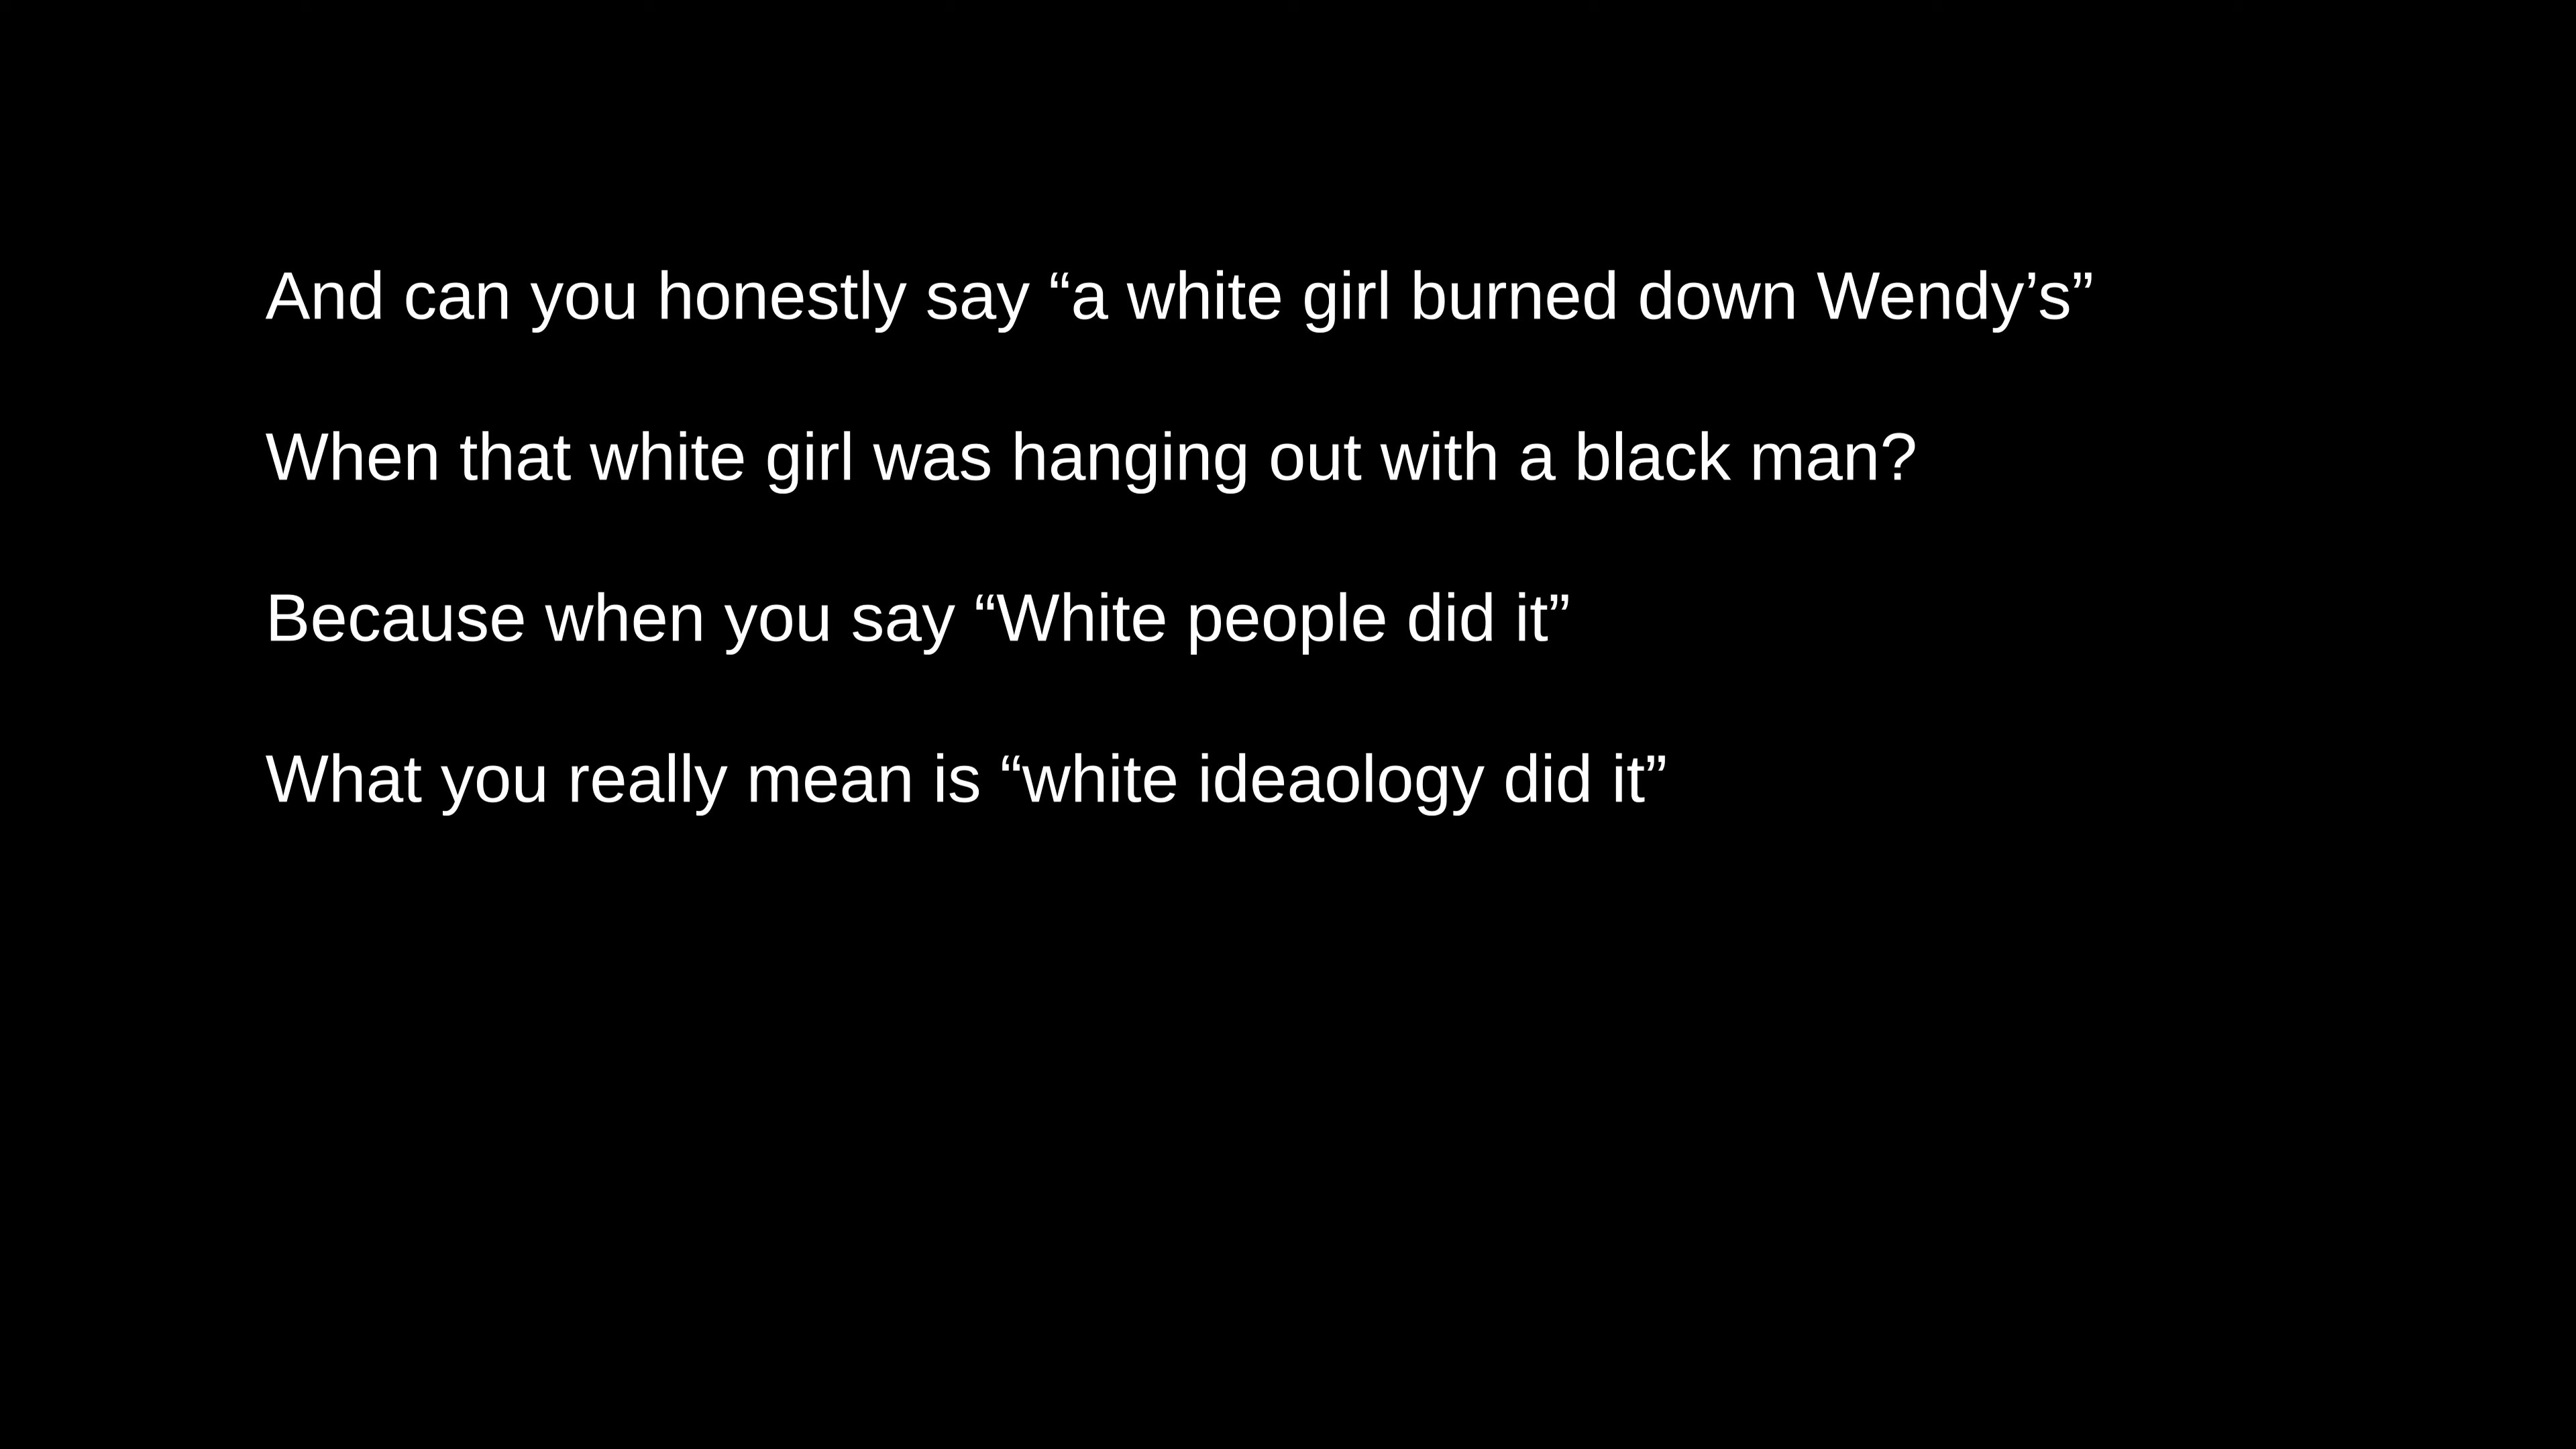 And can you honestly say “a white girl burned down Wendy’s”
When that white girl was hanging out with a black man?
Because when you say “White people did it”
What you really mean is “white ideaology did it”